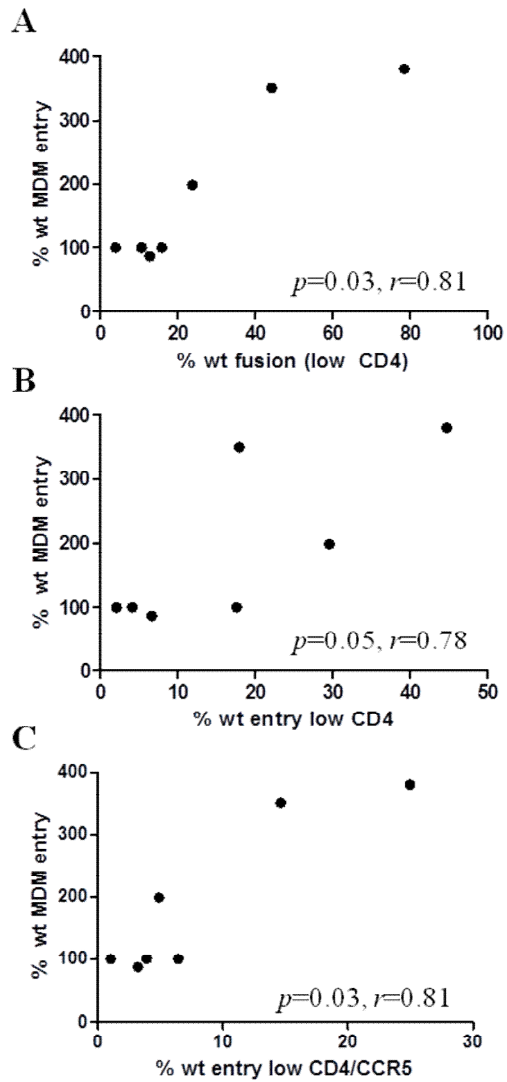 A
400
300
200
100
0
% wt MDM entry
p=0.03, r=0.81
0 20 40 60 80 100
% wt fusion (low CD4)
B
400
300
200
100
0
% wt MDM entry
p=0.05, r=0.78
0 10 20 30 40 50
% wt entry low CD4
C
400
300
200
100
0
% wt MDM entry
p=0.03, r=0.81
0 10 20 30
% wt entry low CD4/CCR5